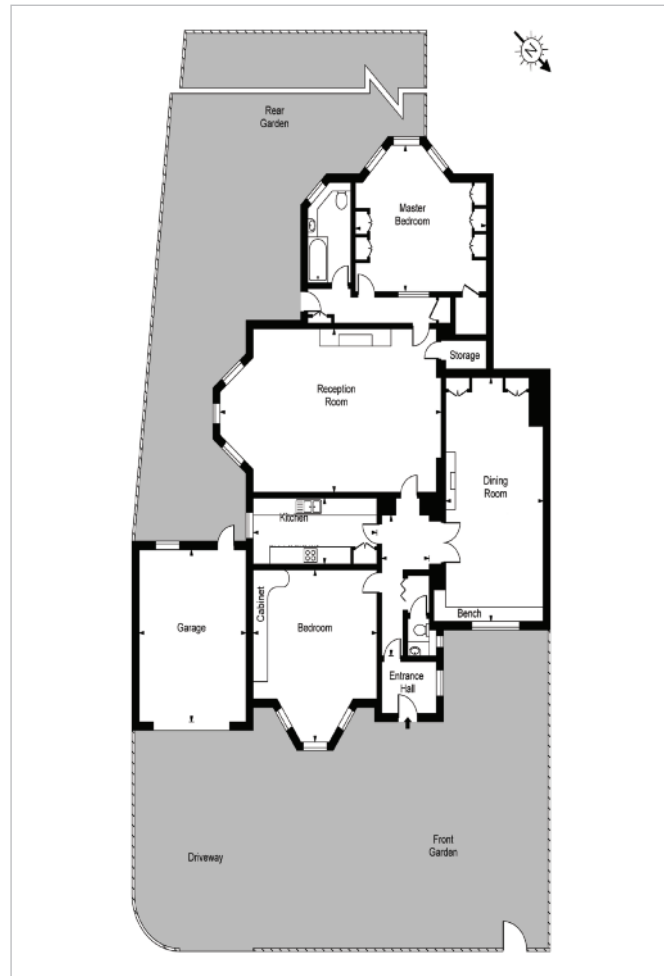 N
Rear
Garden
Master
Bedroom
Storage
Reception
Room
Dining
Room
Kitchen
Cabinet
Bedroom
Garage
Bench
Entrance
Hall
Driveway
Front
Garden